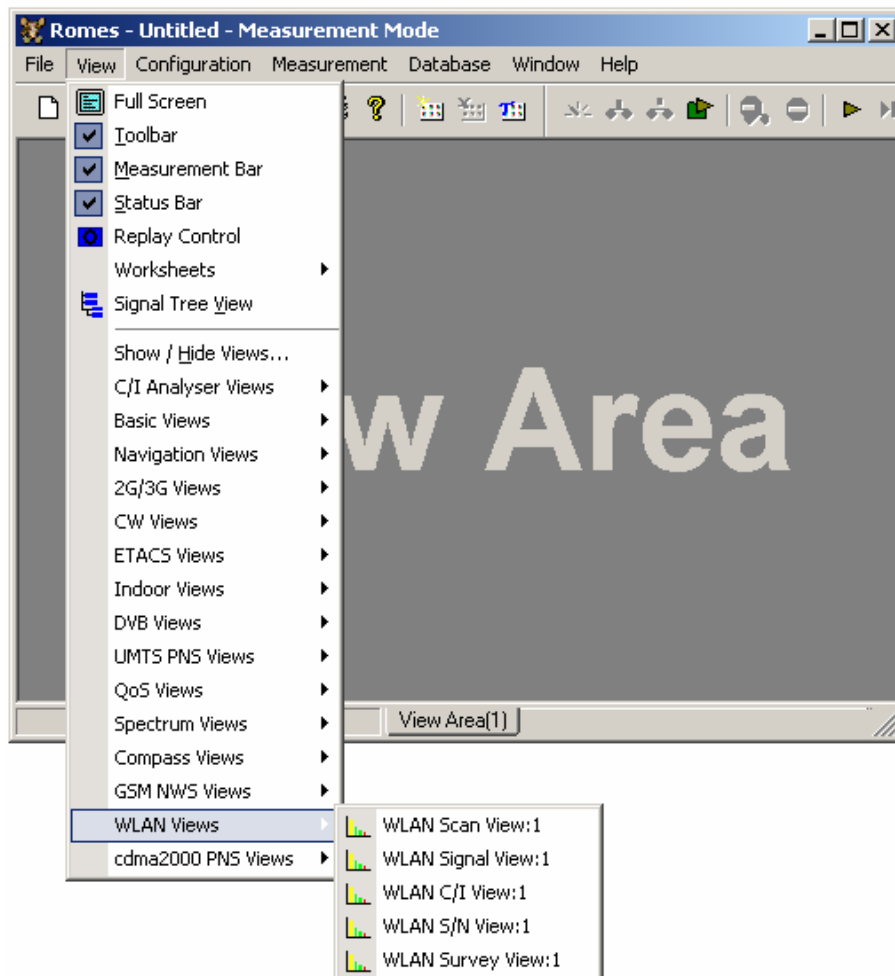 Romes - Untitled - Measurement Mode
File View Configuration Measurement Database Window Help
Full Screen
Toolbar
Measurement Bar
Status Bar
Replay Control
Worksheets
Signal Tree View
Show / Hide Views...
C/I Analyser Views
Basic Views
Navigation Views
2G/3G Views
CW Views
ETACS Views
Indoor Views
DVB Views
UMTS PNS Views
QoS Views
Spectrum Views
Compass Views
GSM NWS Views
WLAN Views
cdma2000 PNS Views
w Area
View Area(1)
WLAN Scan View:1
WLAN Signal View:1
WLAN C/I View:1
WLAN S/N View:1
WLAN Survey View:1